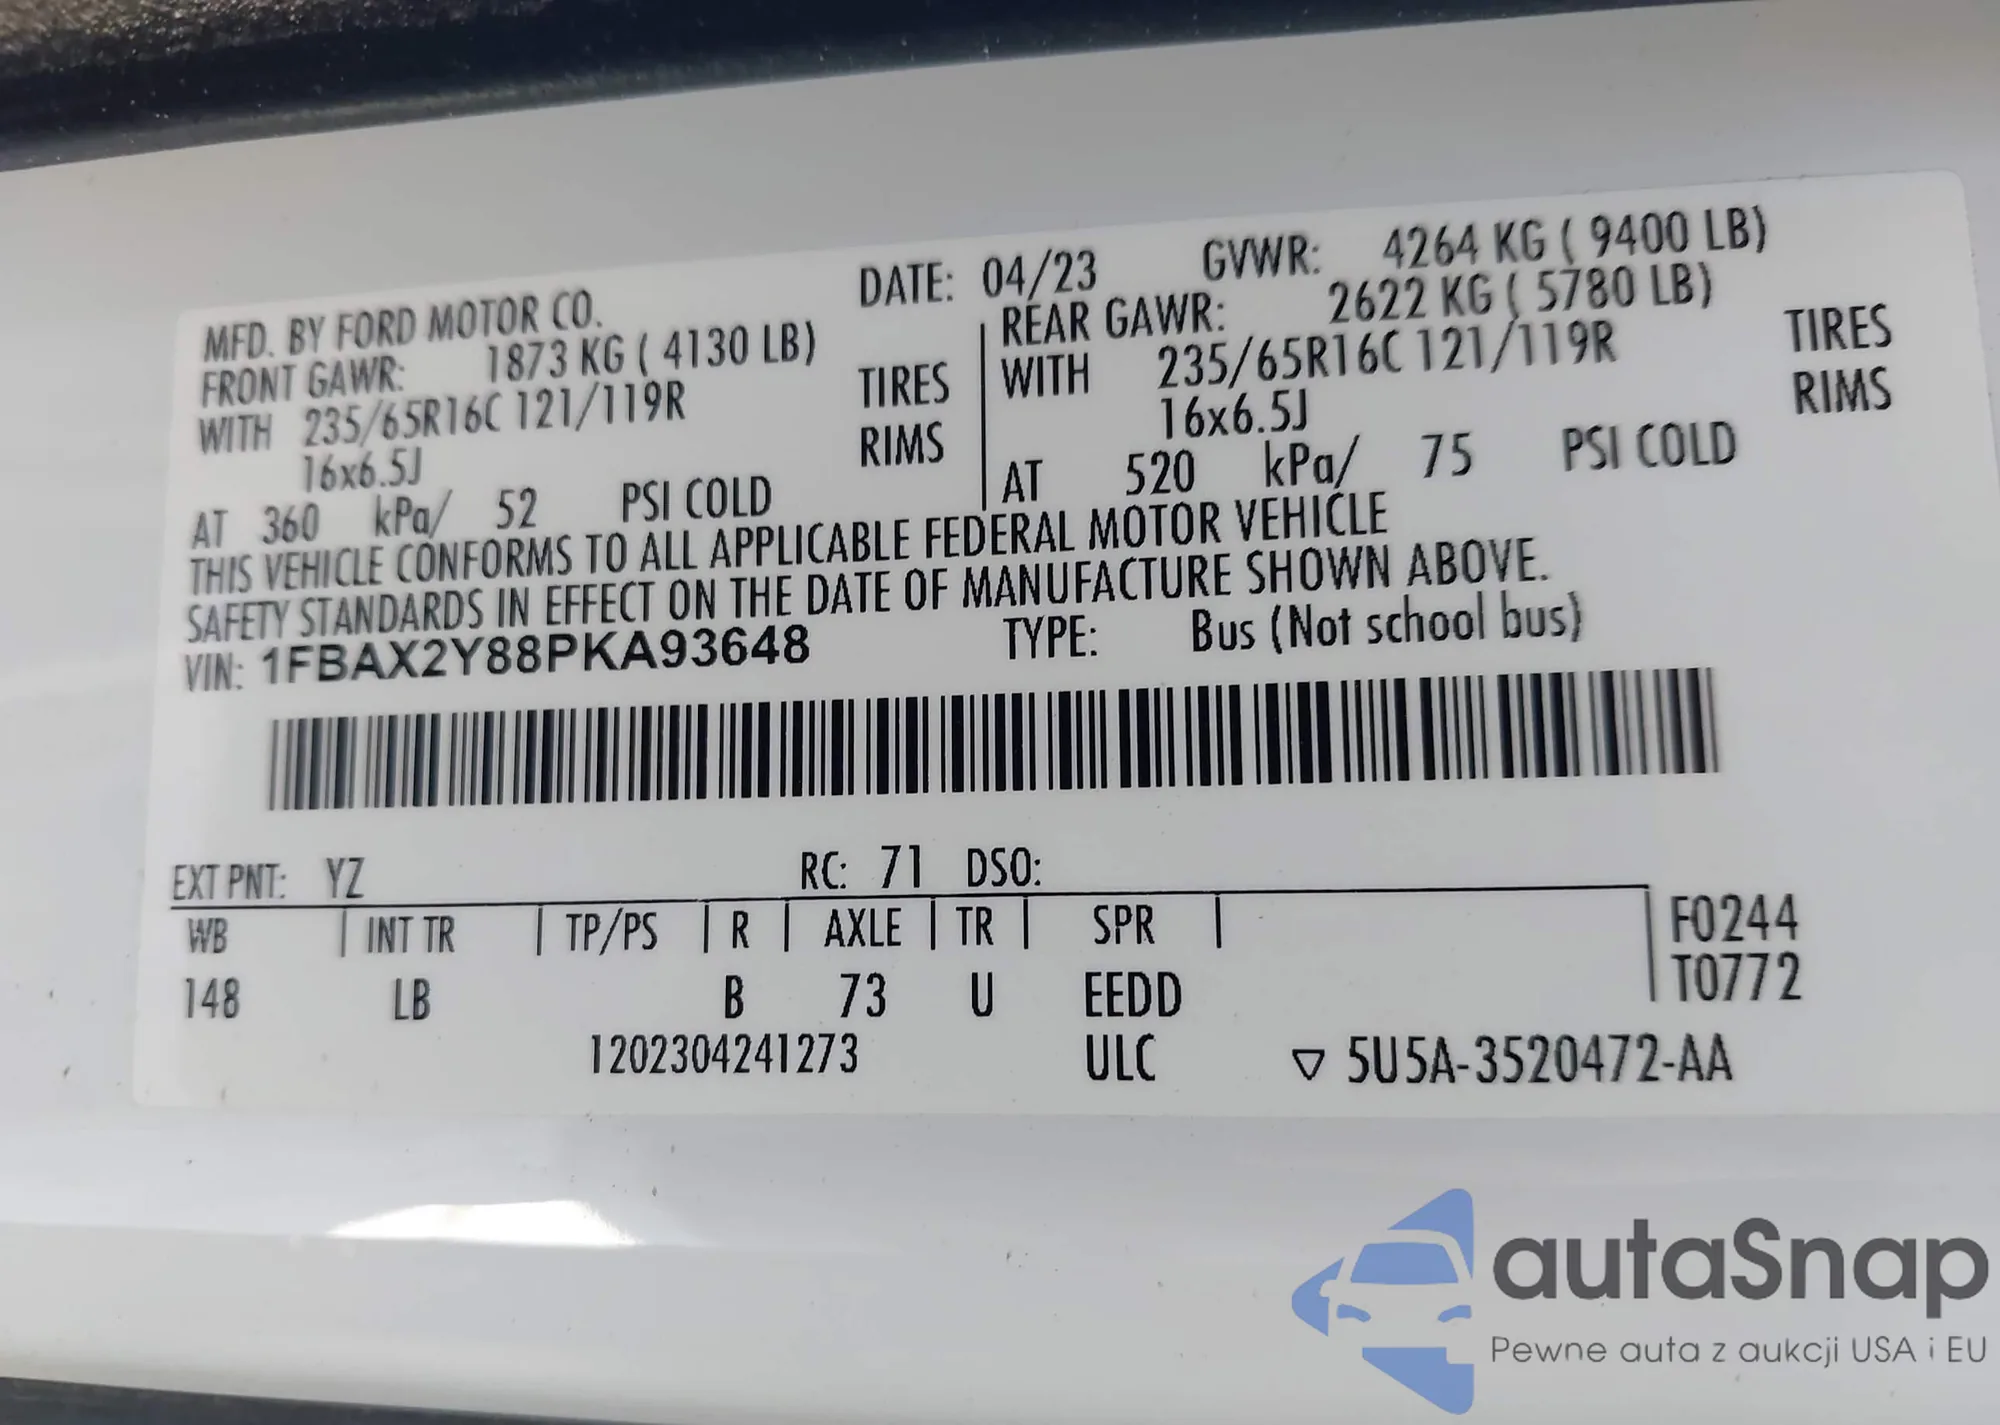 MFD. BY FORD MOTOR CO.
DATE: 04/23
GVWR: 4264 KG ( 9400 LB)
FRONT GAWR: 1873 KG ( 4130 LB)
WITH 235/65R16C 121/119R TIRES
16x6.5J RIMS
AT 360 kPa/ 52 PSI COLD
REAR GAWR: 2622 KG ( 5780 LB)
WITH 235/65R16C 121/119R TIRES
16x6.5J RIMS
AT 520 kPa/ 75 PSI COLD
THIS VEHICLE CONFORMS TO ALL APPLICABLE FEDERAL MOTOR VEHICLE
SAFETY STANDARDS IN EFFECT ON THE DATE OF MANUFACTURE SHOWN ABOVE.
VIN: 1FBAX2Y88PKA93648 TYPE: Bus (Not school bus)
EXT PNT: YZ RC: 71 DSO:
WB | INT TR | TP/PS | R | AXLE | TR | SPR | F0244
148 LB B 73 U EEDD T0772
1202304241273 ULC ▽ 5U5A-3520472-AA
autaSnap
Pewne auta z aukcji USA i EU